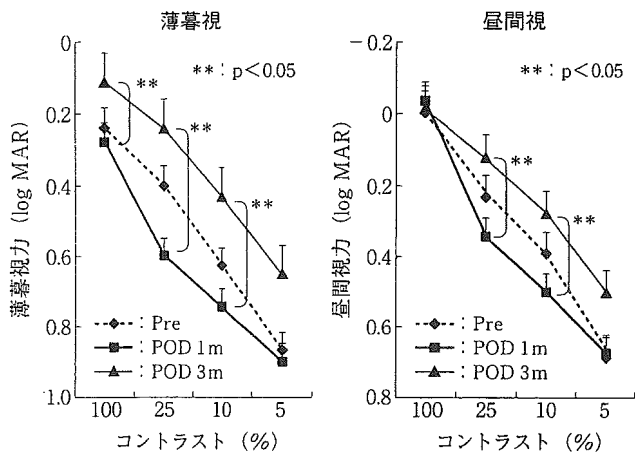 薄暮視
0
0.2
0.4
0.6
0.8
1.0
薄暮視力 (log MAR)
**：p<0.05
**
**
**
：Pre
：POD 1m
：POD 3m
100 25 10 5
コントラスト (%)
昼間視
−0.2
0
0.2
0.4
0.6
0.8
昼間視力 (log MAR)
**：p<0.05
**
**
：Pre
：POD 1m
：POD 3m
100 25 10 5
コントラスト (%)